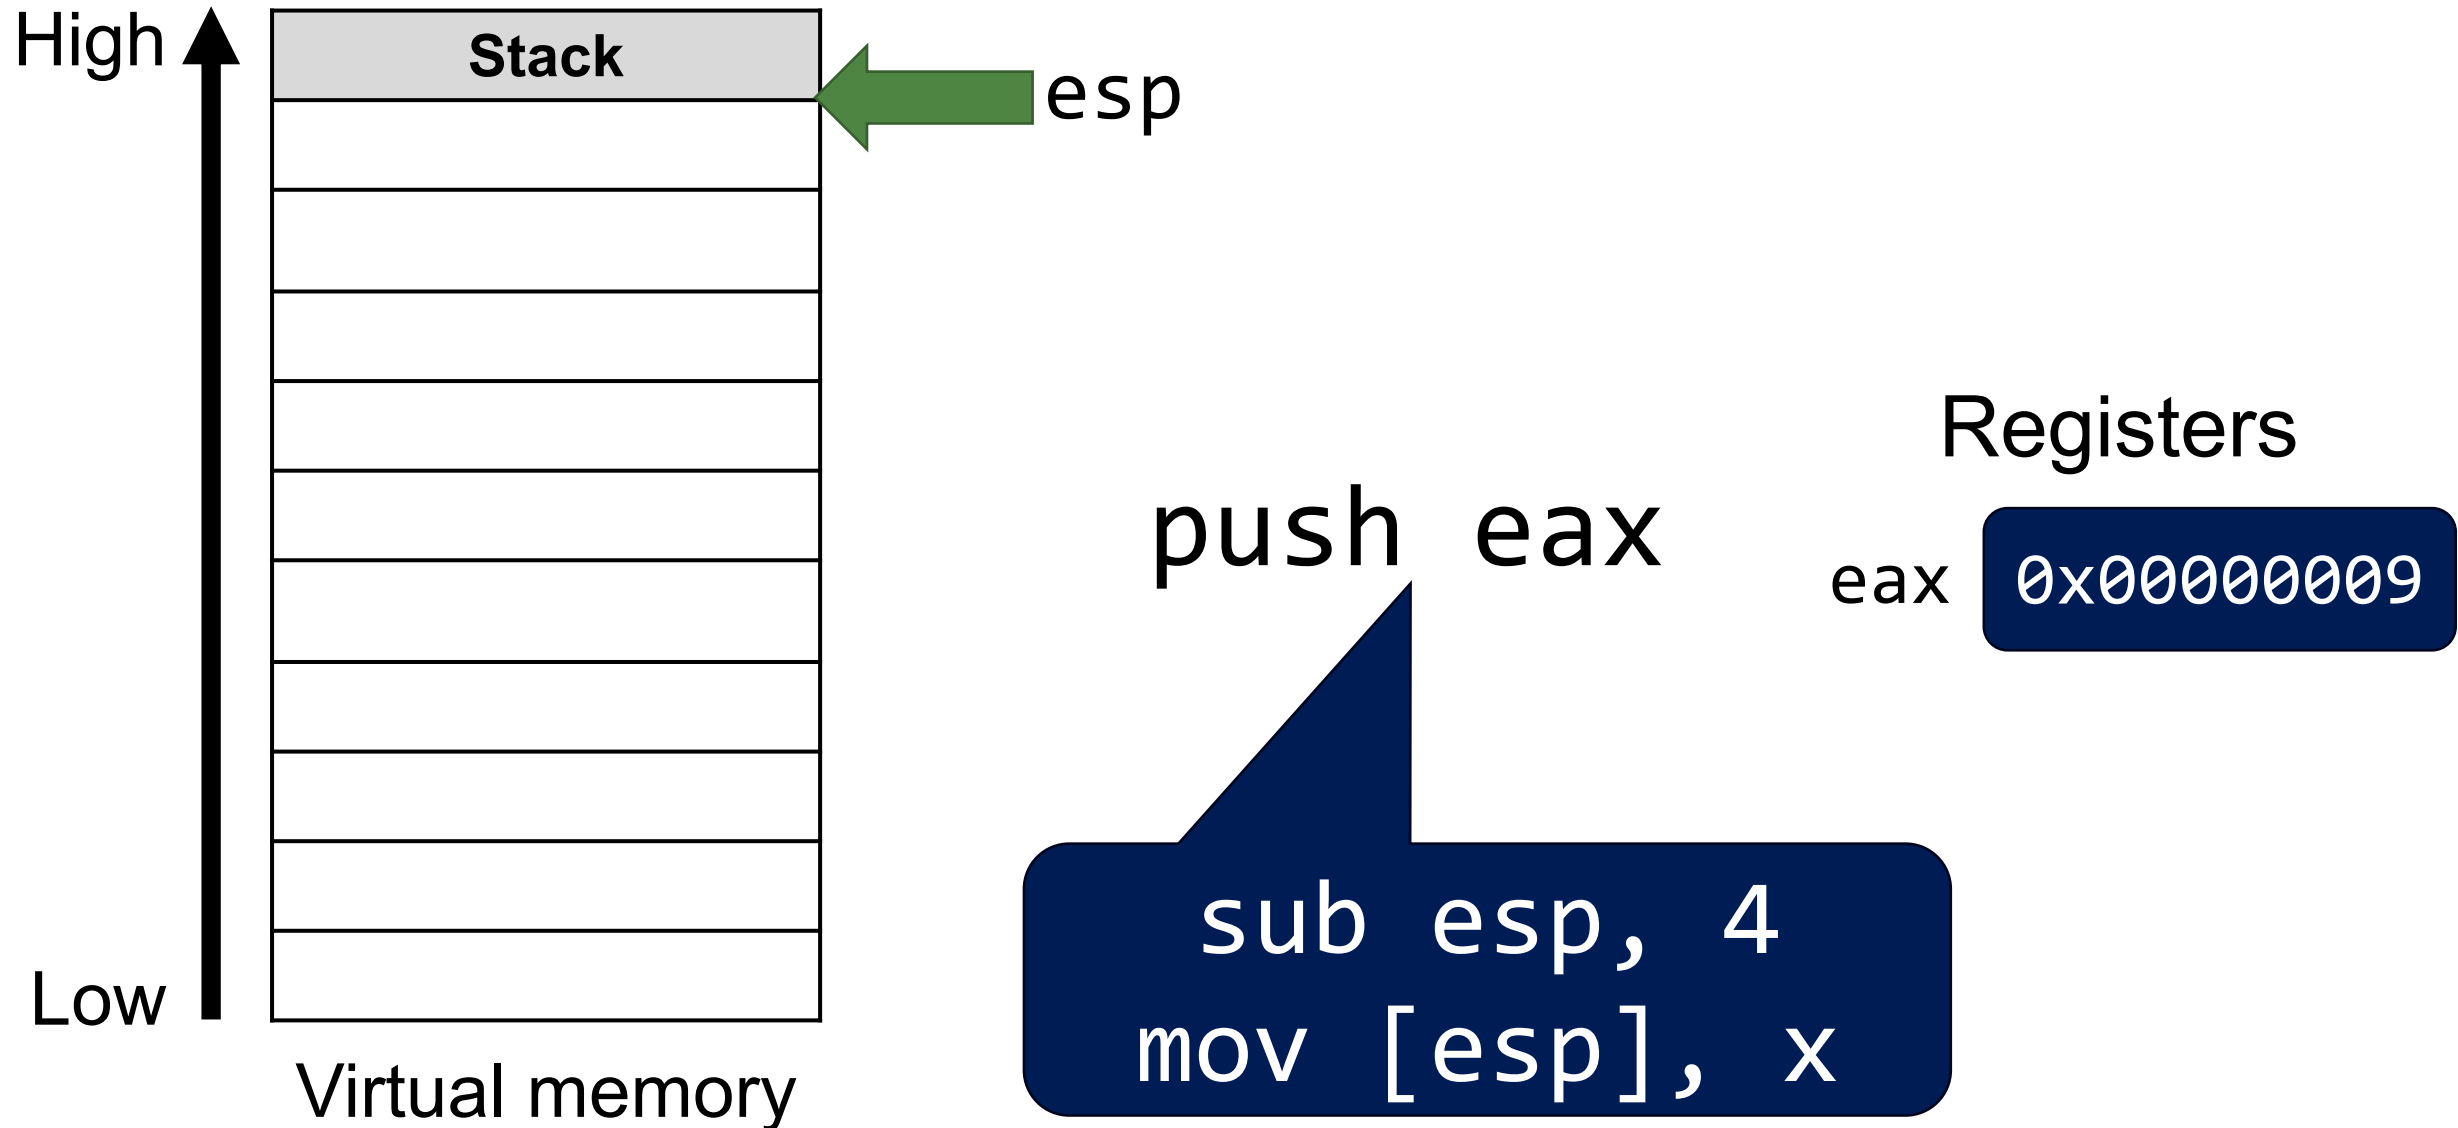 High
Stack
esp
Registers
push eax
eax
0x00000009
sub esp, 4
mov [esp], x
Low
Virtual memory